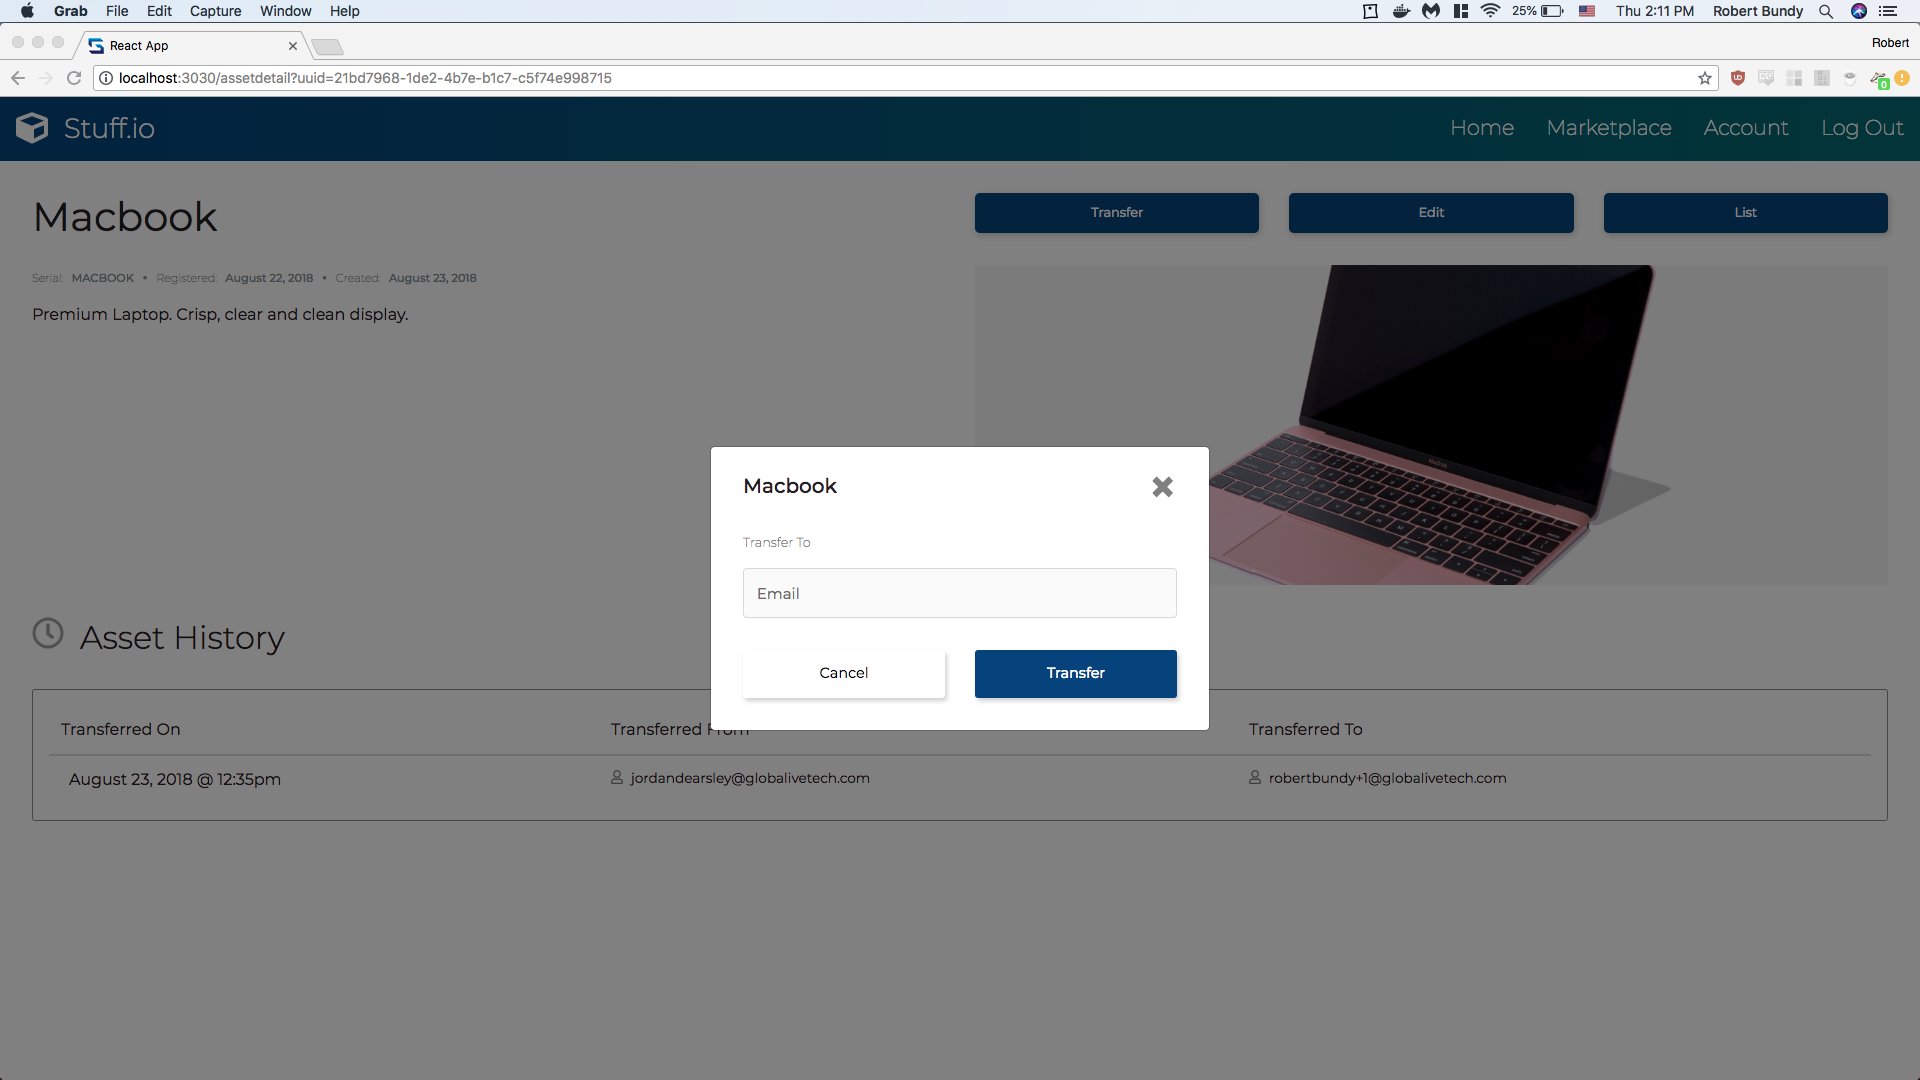 Grab File Edit Capture Window Help 25% Thu 2:11 PM Robert Bundy
React App
Robert
localhost:3030/assetdetail?uuid=21bd7968-1de2-4b7e-b1c7-c5f74e998715
0
Stuff.io
Home Marketplace Account Log Out
Macbook
Transfer Edit List
Serial: MACBOOK • Registered: August 22, 2018 • Created: August 23, 2018
Premium Laptop. Crisp, clear and clean display.
Macbook
Transfer To
Email
Cancel Transfer
Asset History
Transferred On Transferred From Transferred To
August 23, 2018 @ 12:35pm jordandearsley@globalivetech.com robertbundy+1@globalivetech.com